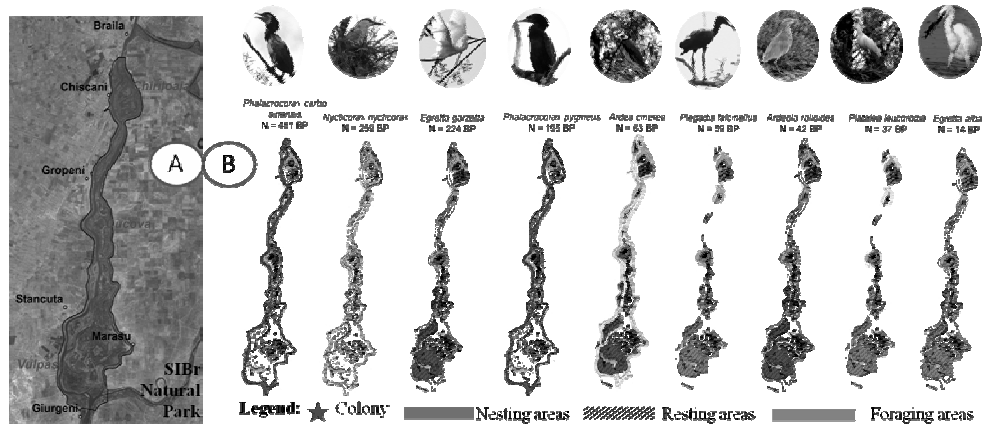 Braila
Chiscani
Gropeni
Stancuta
Marasu
Vulpas
Giurgeni
SIBr
Natural
Park
A
B
Phalacrocorax carbo
sinensis
N = 481 BP
Nycticorax nycticorax
N = 259 BP
Egretta garzetta
N = 224 BP
Phalacrocorax pygmeus
N = 195 BP
Ardea cinerea
N = 63 BP
Plegadis falcinellus
N = 59 BP
Ardeola ralloides
N = 42 BP
Platalea leucorodia
N = 37 BP
Egretta alba
N = 14 BP
Legend: Colony Nesting areas Resting areas Foraging areas